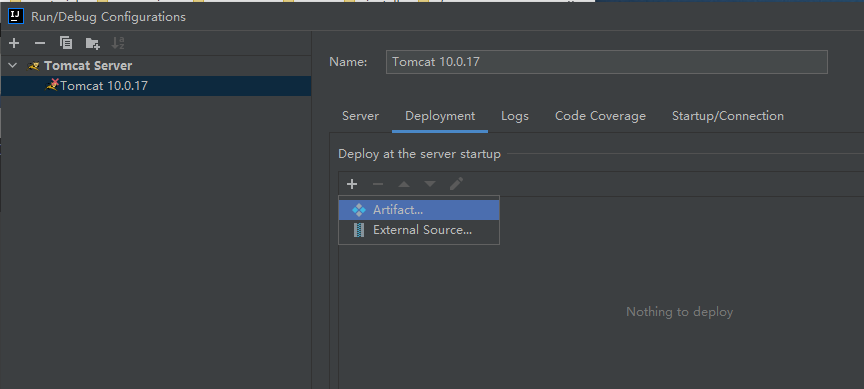 Run/Debug Configurations
Tomcat Server
Tomcat 10.0.17
Name: Tomcat 10.0.17
Server Deployment Logs Code Coverage Startup/Connection
Deploy at the server startup
Artifact...
External Source...
Nothing to deploy